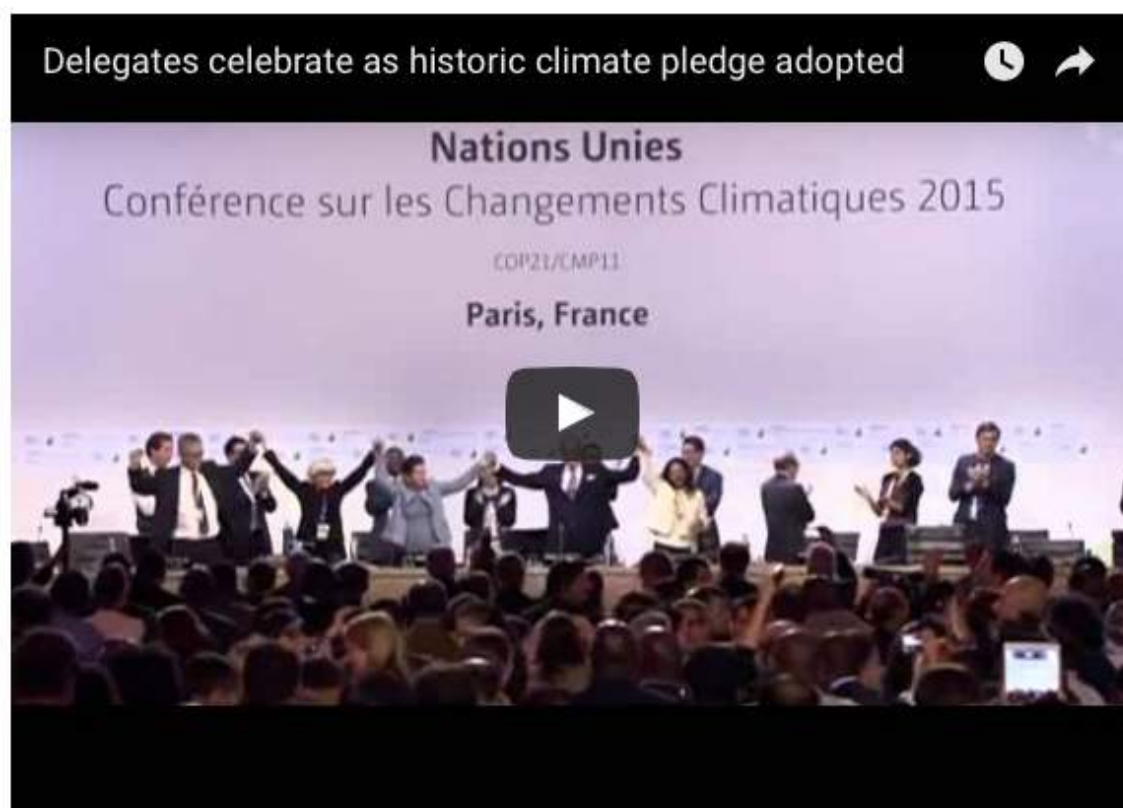 Delegates celebrate as historic climate pledge adopted
Nations Unies
Conférence sur les Changements Climatiques 2015
COP21/CMP11
Paris, France